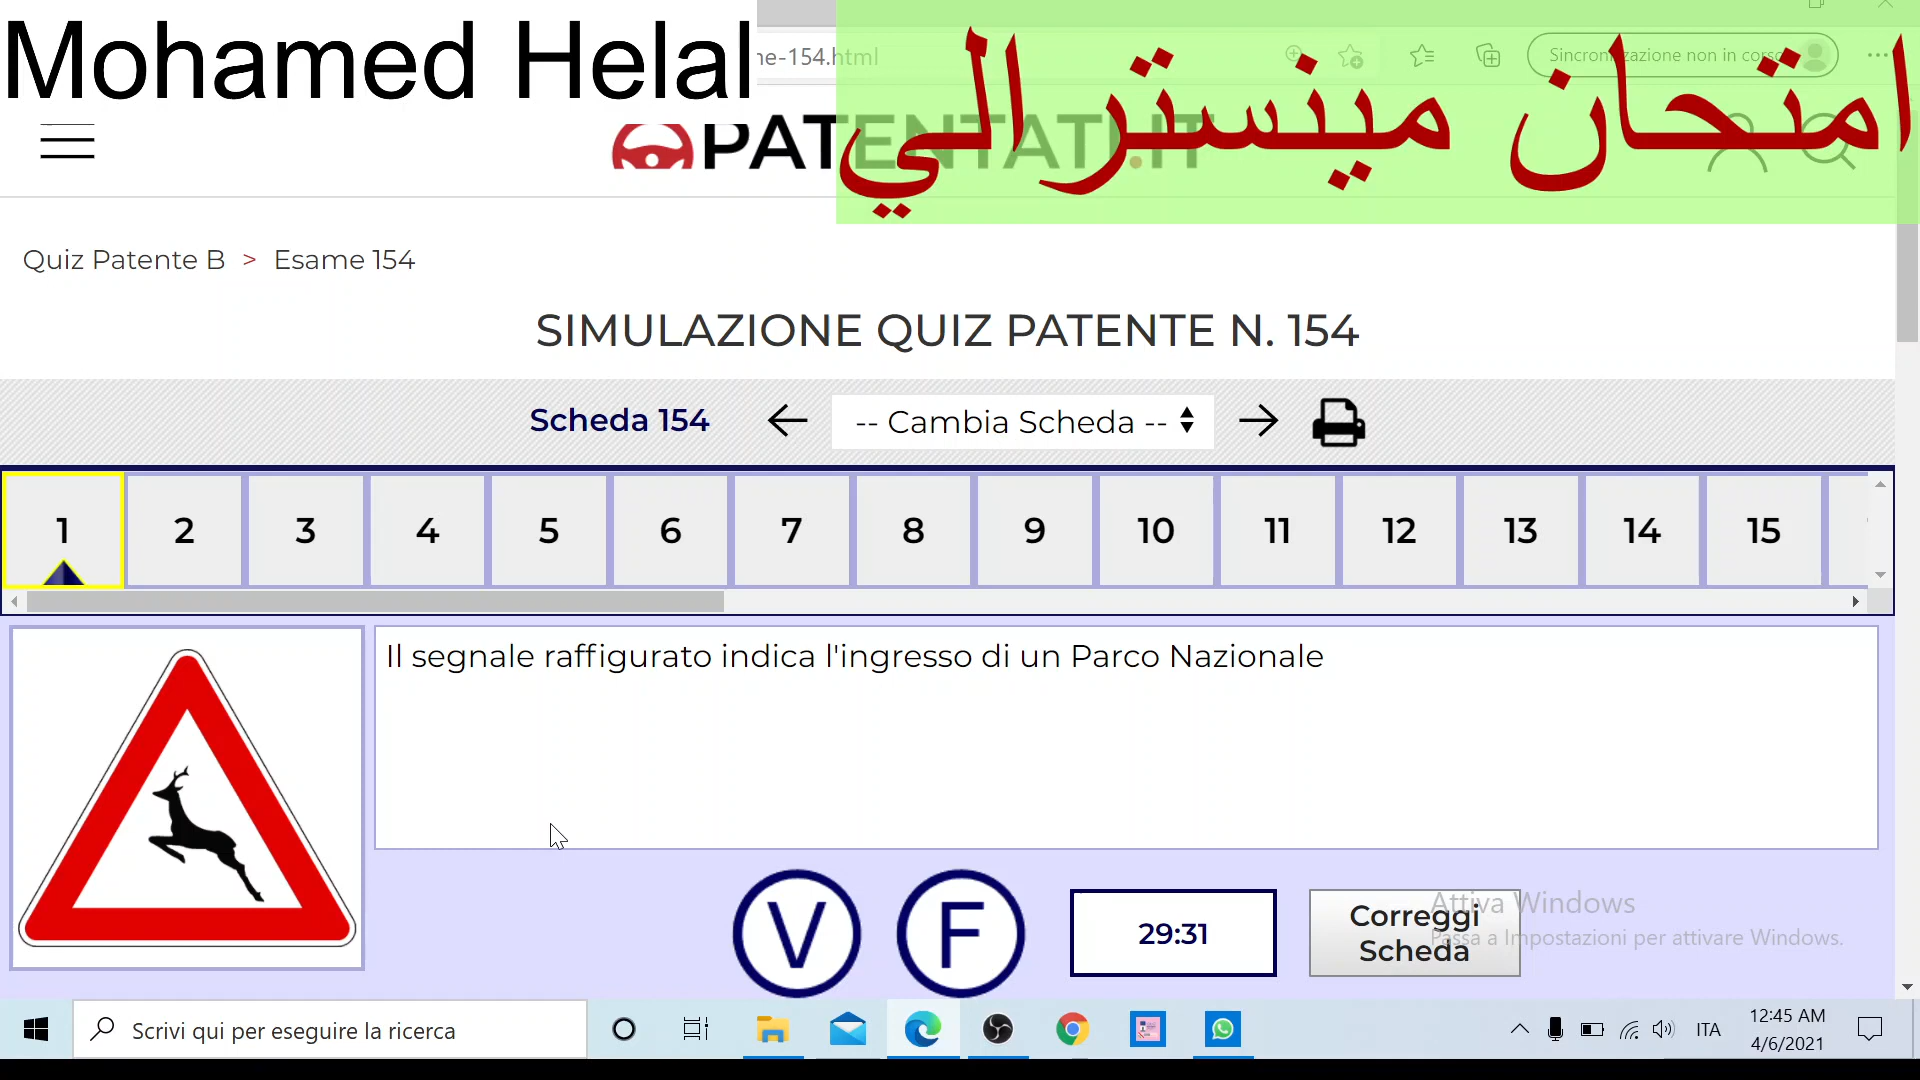 Mohamed Helal
ne-154.html
Sincronizzazione non in corso
امتحان مينسترالي
PATENTATI.IT
Quiz Patente B > Esame 154
SIMULAZIONE QUIZ PATENTE N. 154
Scheda 154
-- Cambia Scheda --
1 2 3 4 5 6 7 8 9 10 11 12 13 14 15
Il segnale raffigurato indica l'ingresso di un Parco Nazionale
V F 29:31
Correggi
Scheda
Attiva Windows
Passa a Impostazioni per attivare Windows.
Scrivi qui per eseguire la ricerca
ITA
12:45 AM
4/6/2021